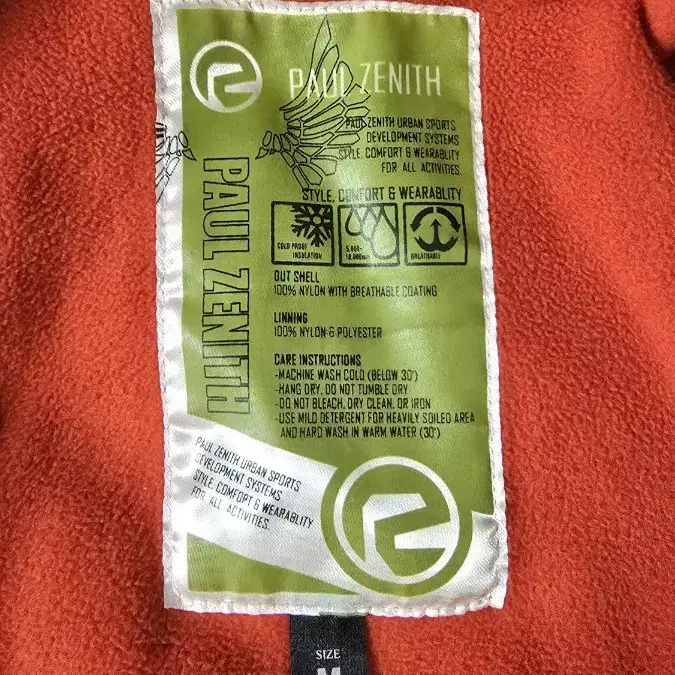 PAUL ZENITH
PAUL ZENITH URBAN SPORTS
DEVELOPMENT SYSTEMS
STYLE, COMFORT & WEARABLITY
FOR ALL ACTIVITIES
STYLE, COMFORT & WEARABLITY
COLD PROOF
INSULATION
5,000~
10,000mm
BREATHABLE
OUT SHELL
100% NYLON WITH BREATHABLE COATING
LINNING
100% NYLON & POLYESTER
CARE INSTRUCTIONS
-MACHINE WASH COLD (BELOW 30°)
-HANG DRY, DO NOT TUMBLE DRY
-DO NOT BLEACH, DRY CLEAN, OR IRON
-USE MILD DETERGENT FOR HEAVILY SOILED AREA
AND HARD WASH IN WARM WATER (30°)
PAUL ZENITH
PAUL ZENITH URBAN SPORTS
DEVELOPMENT SYSTEMS
STYLE, COMFORT & WEARABLITY
FOR ALL ACTIVITIES.
SIZE
M